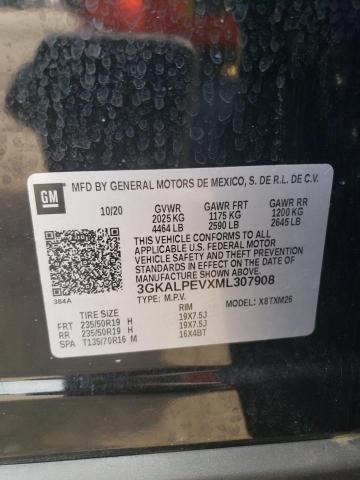 GM
MFD BY GENERAL MOTORS DE MEXICO, S. DE R.L. DE C.V.
10/20 GVWR GAWR FRT GAWR RR
2025 KG 1175 KG 1200 KG
4464 LB 2590 LB 2645 LB
THIS VEHICLE CONFORMS TO ALL
APPLICABLE U.S. FEDERAL MOTOR
VEHICLE SAFETY AND THEFT
PREVENTION STANDARDS IN EFFECT ON
THE DATE OF MANUFACTURE SHOWN ABOVE.
3GKALPEVXML307908
384A
TYPE: M.P.V. MODEL: X8TXM26
TIRE SIZE RIM
FRT 235/50R19 H 19X7.5J
RR 235/50R19 H 19X7.5J
SPA T135/70R16 M 16X4BT